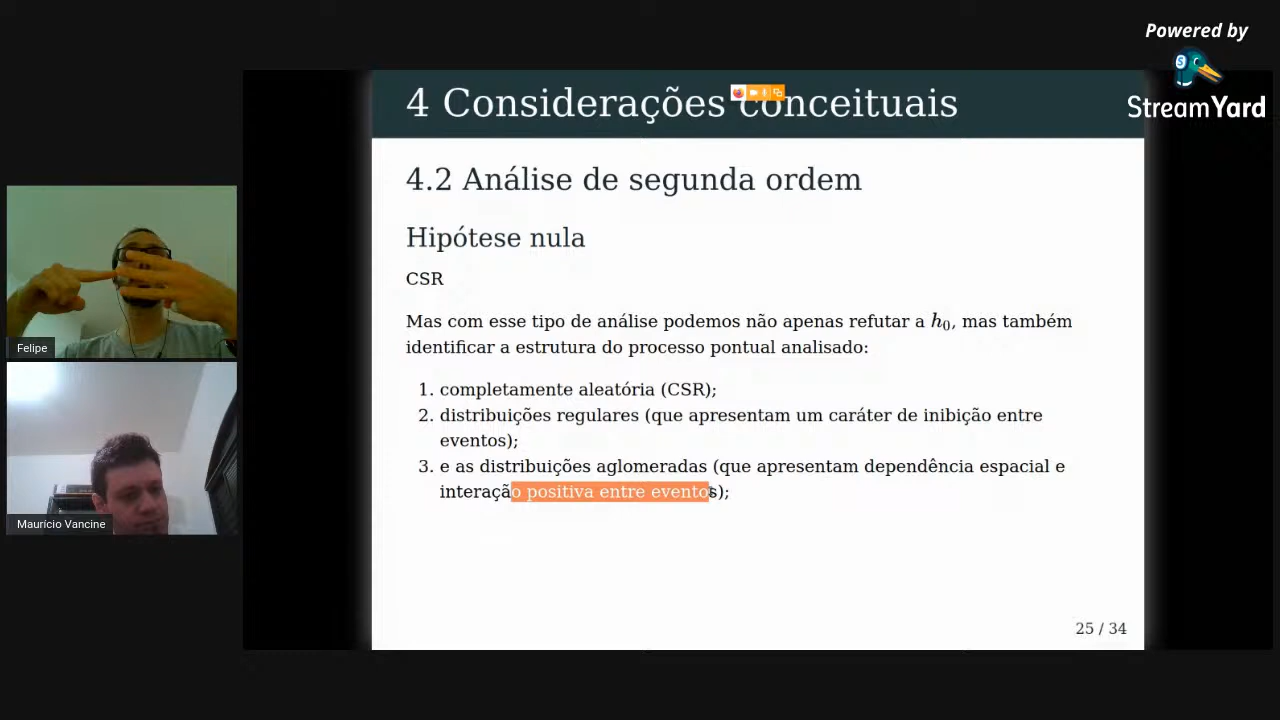 Powered by
StreamYard
4 Considerações conceituais
4.2 Análise de segunda ordem
Hipótese nula
CSR
Mas com esse tipo de análise podemos não apenas refutar a h₀, mas também
identificar a estrutura do processo pontual analisado:
1. completamente aleatória (CSR);
2. distribuições regulares (que apresentam um caráter de inibição entre
eventos);
3. e as distribuições aglomeradas (que apresentam dependência espacial e
interação positiva entre eventos);
25 / 34
Felipe
Maurício Vancine